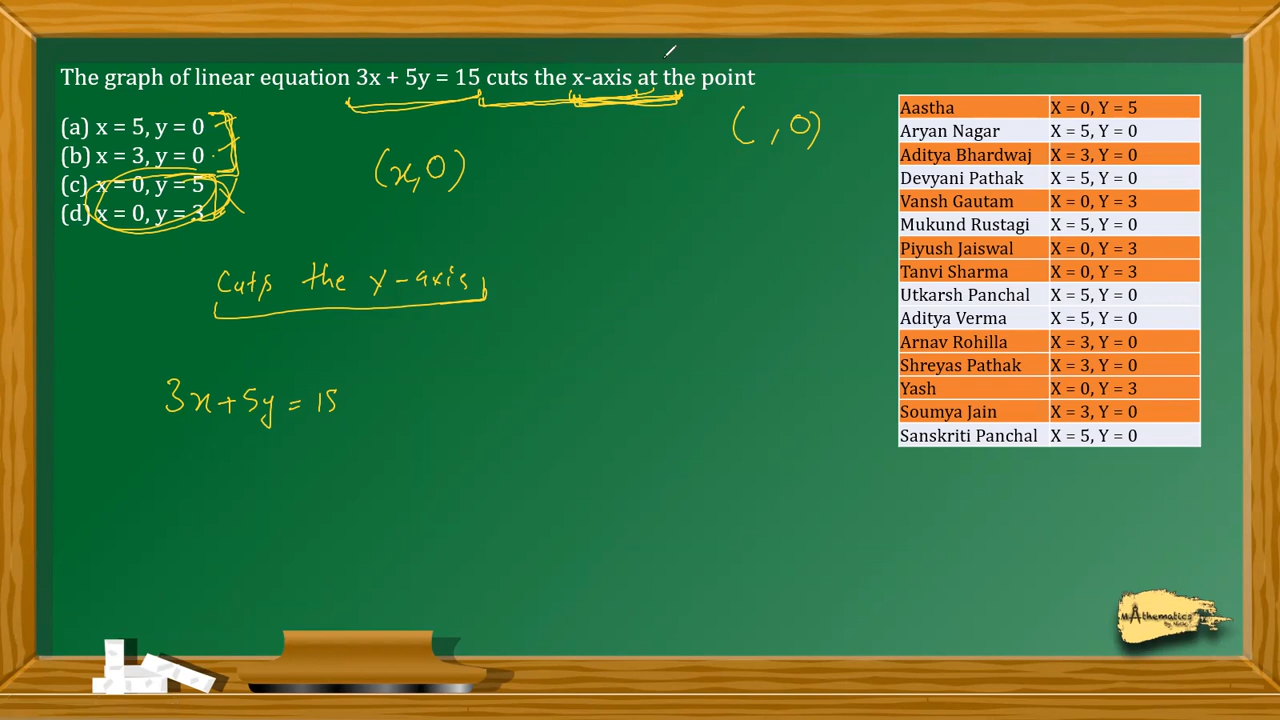 The graph of linear equation 3x + 5y = 15 cuts the x-axis at the point
(a) x = 5, y = 0
(b) x = 3, y = 0
(c) x = 0, y = 5
(d) x = 0, y = 3
(x,0)
( ,0)
Cuts the x-axis
3x+5y = 15
Aastha X = 0, Y = 5
Aryan Nagar X = 5, Y = 0
Aditya Bhardwaj X = 3, Y = 0
Devyani Pathak X = 5, Y = 0
Vansh Gautam X = 0, Y = 3
Mukund Rustagi X = 5, Y = 0
Piyush Jaiswal X = 0, Y = 3
Tanvi Sharma X = 0, Y = 3
Utkarsh Panchal X = 5, Y = 0
Aditya Verma X = 5, Y = 0
Arnav Rohilla X = 3, Y = 0
Shreyas Pathak X = 3, Y = 0
Yash X = 0, Y = 3
Soumya Jain X = 3, Y = 0
Sanskriti Panchal X = 5, Y = 0
mAthematics